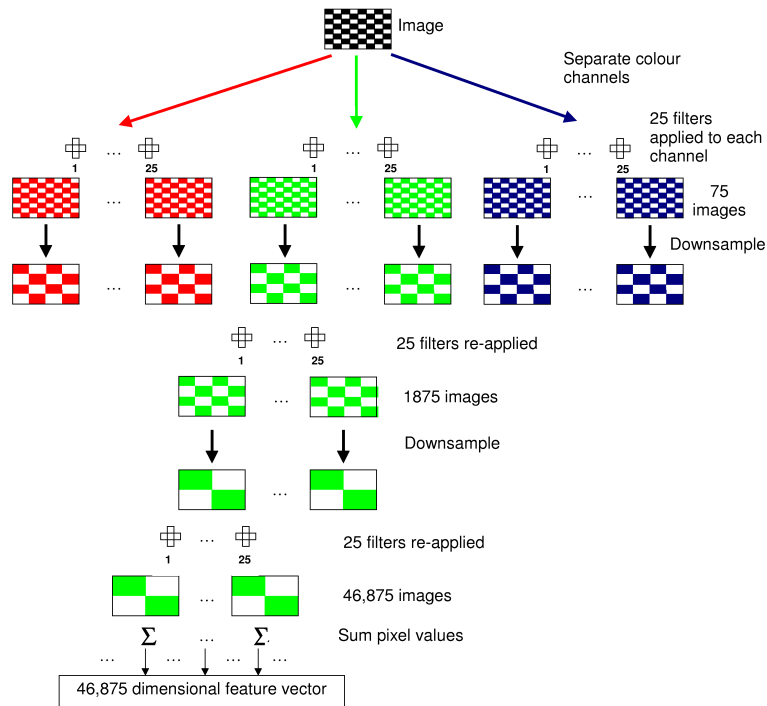 Image
Separate colour
channels
25 filters
applied to each
channel
... ... ...
1 25 1 25 1 25
75
images
... ... ...
Downsample
... ... ...
...
25 filters re-applied
1 25
... 1875 images
Downsample
...
...
25 filters re-applied
1 25
... 46,875 images
Σ ... Σ. Sum pixel values
... ... ... ...
46,875 dimensional feature vector